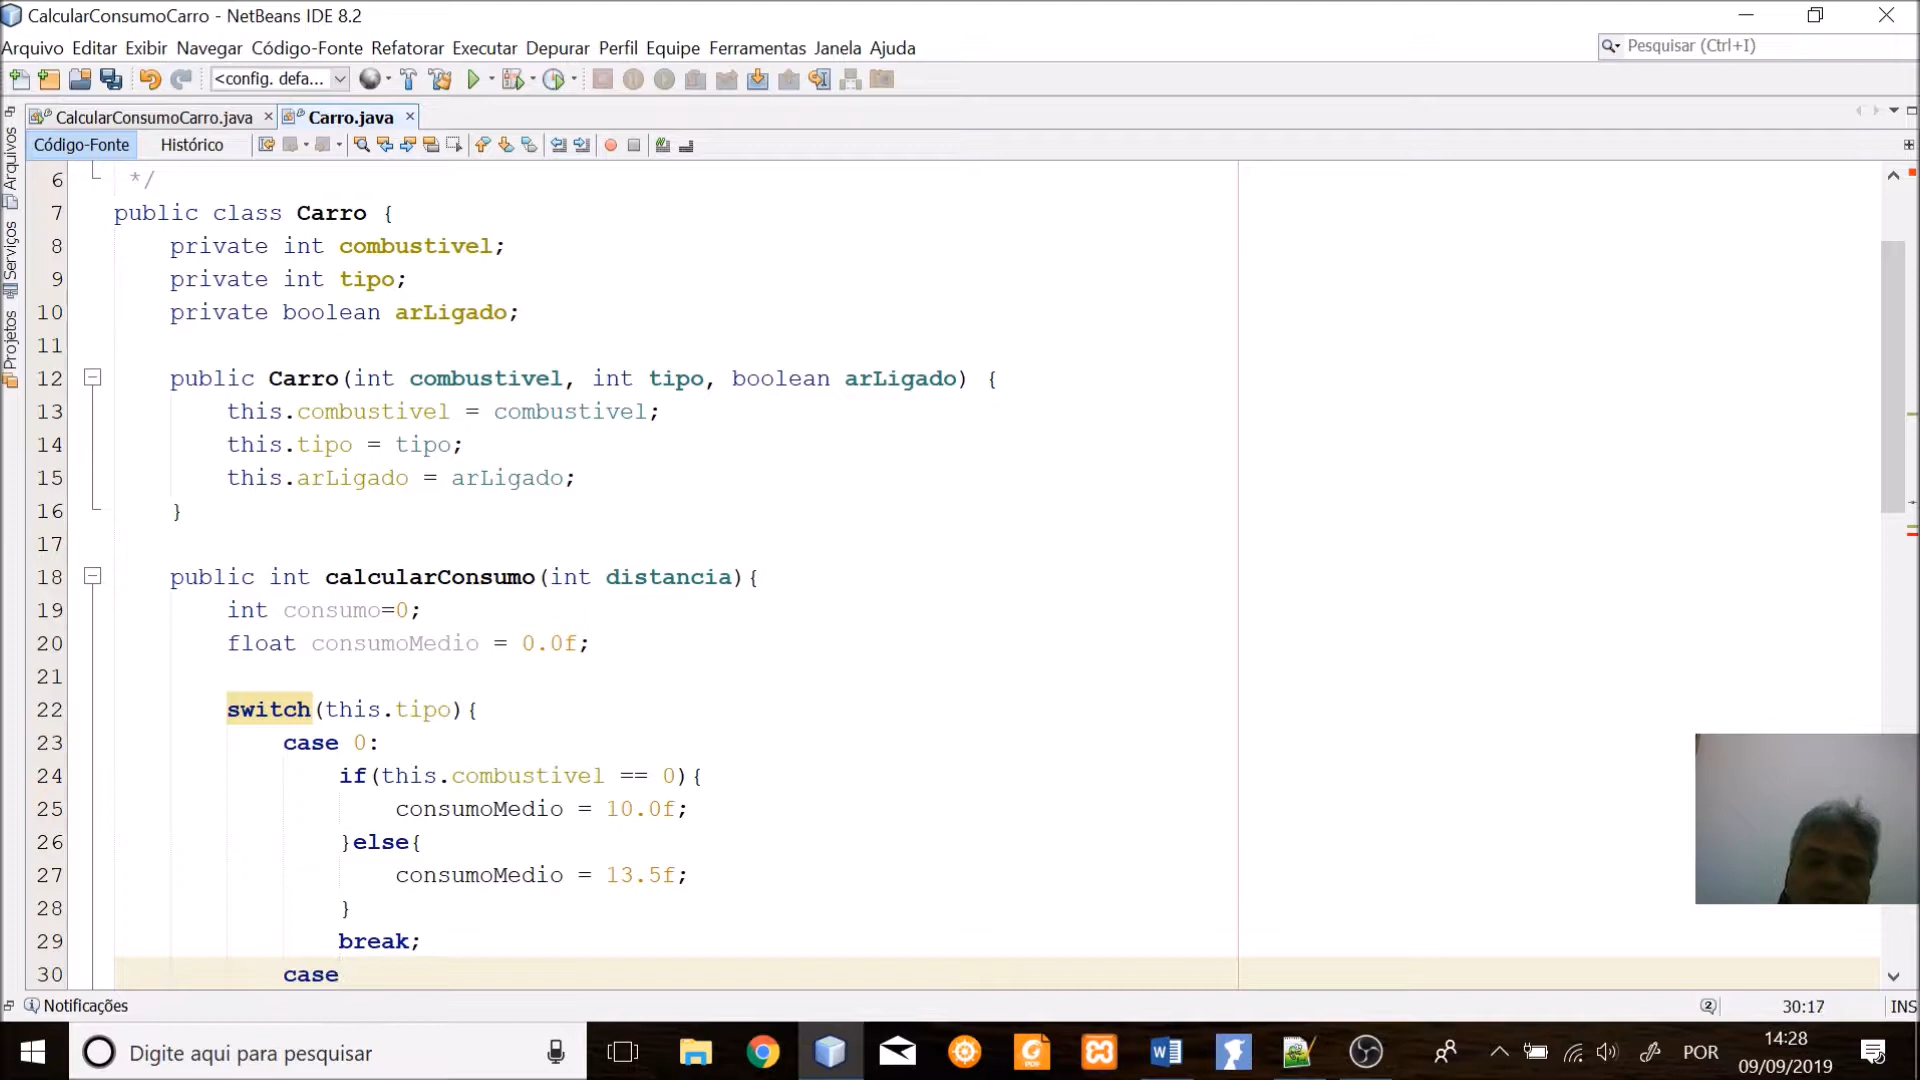 CalcularConsumoCarro - NetBeans IDE 8.2
Arquivo Editar Exibir Navegar Código-Fonte Refatorar Executar Depurar Perfil Equipe Ferramentas Janela Ajuda
Pesquisar (Ctrl+I)
<config. defa...
CalcularConsumoCarro.java
Carro.java
Código-Fonte
Histórico
Arquivos
Serviços
Projetos
6 */
7 public class Carro {
8 private int combustivel;
9 private int tipo;
10 private boolean arLigado;
11
12 public Carro(int combustivel, int tipo, boolean arLigado) {
13 this.combustivel = combustivel;
14 this.tipo = tipo;
15 this.arLigado = arLigado;
16 }
17
18 public int calcularConsumo(int distancia){
19 int consumo=0;
20 float consumoMedio = 0.0f;
21
22 switch(this.tipo){
23 case 0:
24 if(this.combustivel == 0){
25 consumoMedio = 10.0f;
26 }else{
27 consumoMedio = 13.5f;
28 }
29 break;
30 case
Notificações
2
30:17
INS
Digite aqui para pesquisar
POR
14:28
09/09/2019